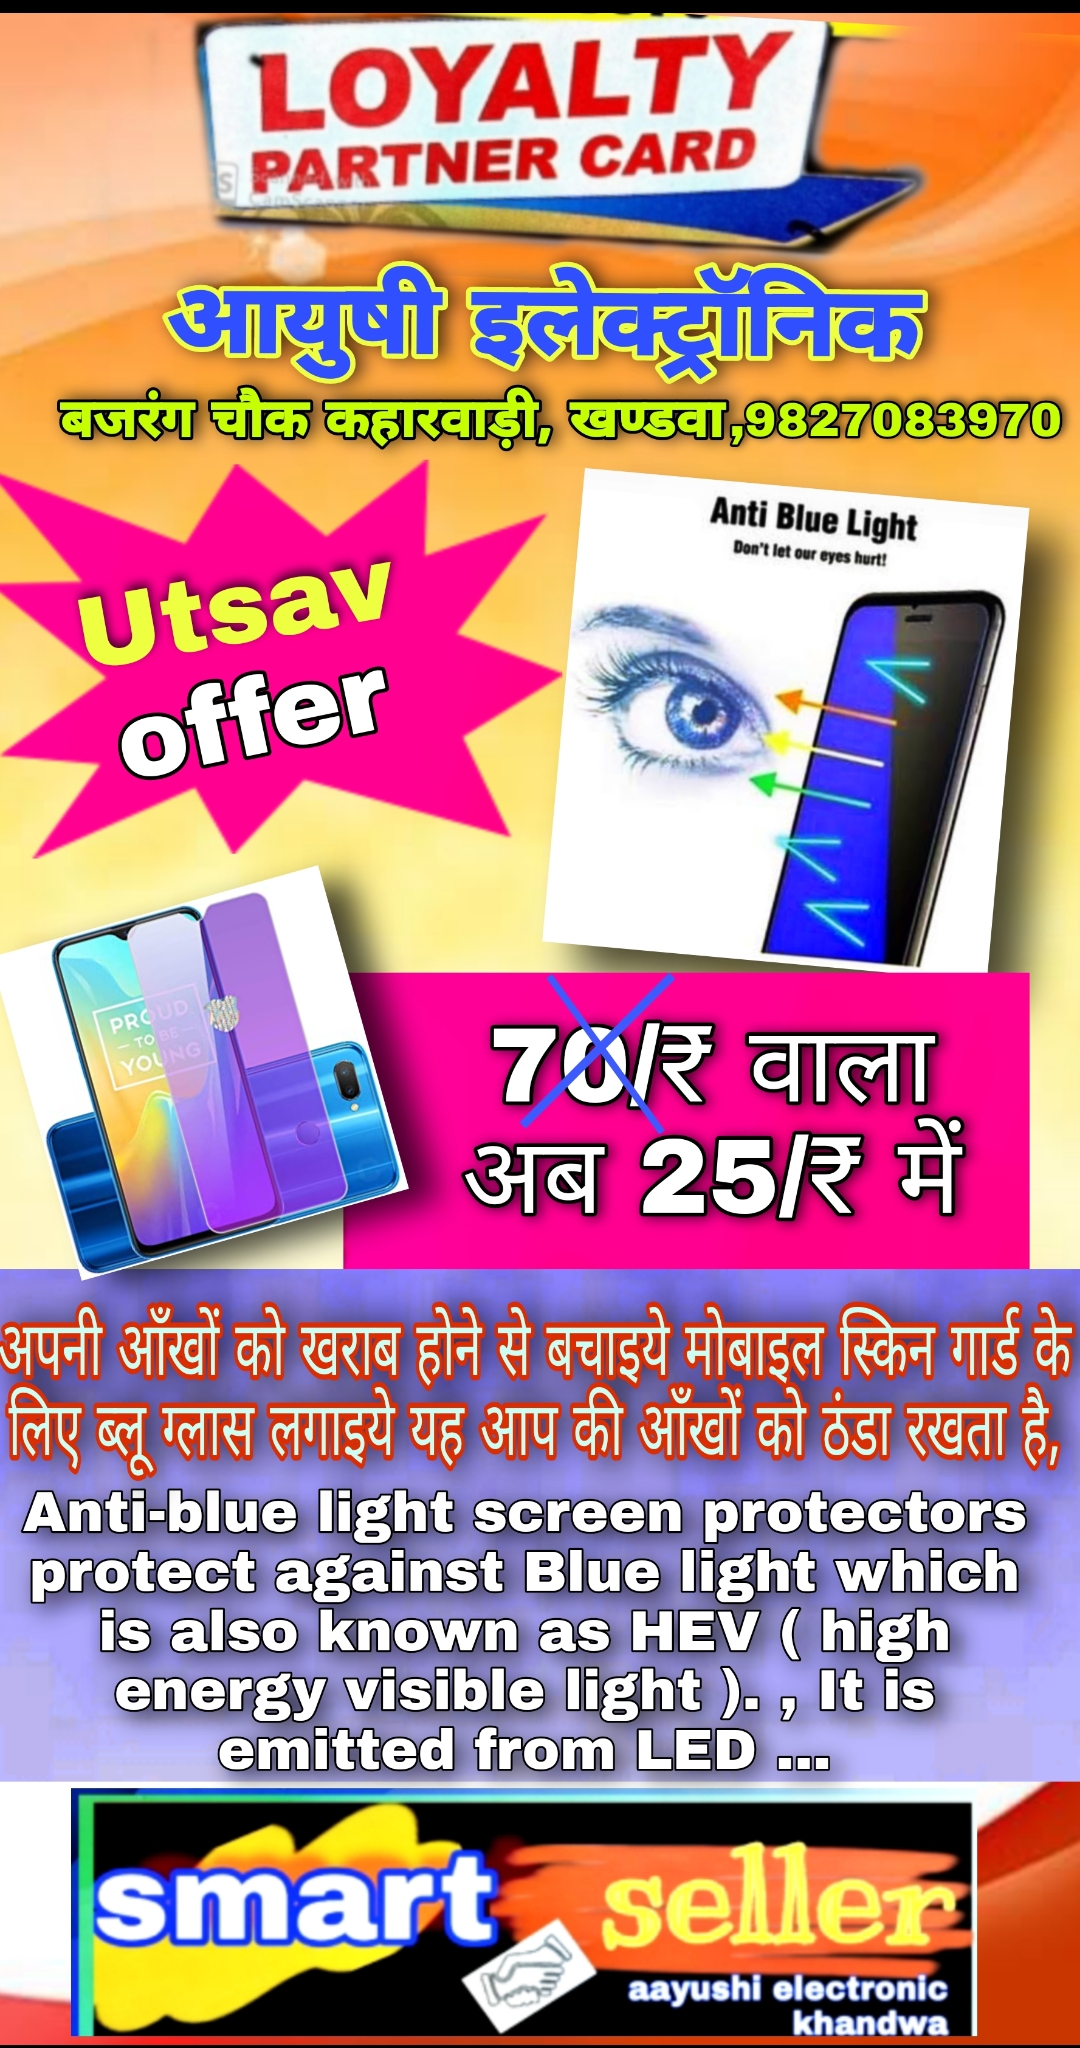 LOYALTY
PARTNER CARD
आयुषी इलेक्ट्रॉनिक
बजरंग चौक कहारवाड़ी, खण्डवा,9827083970
Anti Blue Light
Don't let our eyes hurt!
Utsav
offer
PROUD
TO BE
YOUNG
70/₹ वाला
अब 25/₹ में
अपनी आँखों को खराब होने से बचाइये मोबाइल स्किन गार्ड के
लिए ब्लू ग्लास लगाइये यह आप की आँखों को ठंडा रखता है,
Anti-blue light screen protectors
protect against Blue light which
is also known as HEV ( high
energy visible light ). , It is
emitted from LED ...
smart seller
aayushi electronic
khandwa